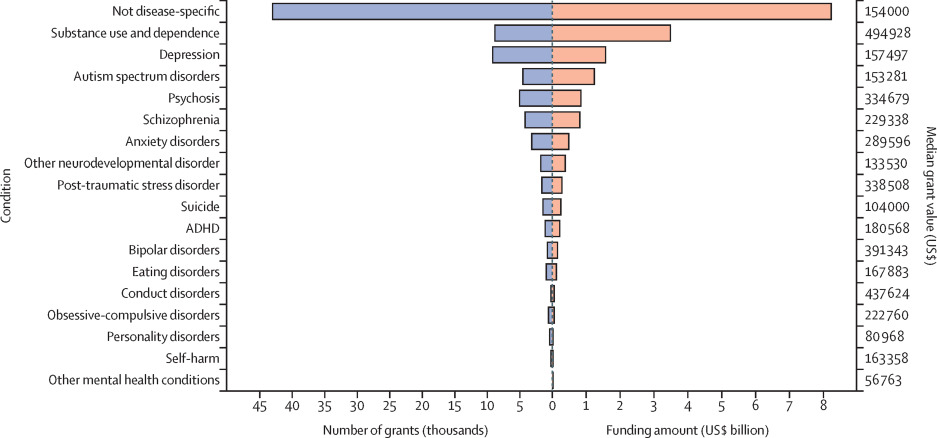 Not disease-specific 154000
Substance use and dependence 494928
Depression 157497
Autism spectrum disorders 153281
Psychosis 334679
Schizophrenia 229338
Anxiety disorders 289596
Other neurodevelopmental disorder 133530
Post-traumatic stress disorder 338508
Suicide 104000
ADHD 180568
Bipolar disorders 391343
Eating disorders 167883
Conduct disorders 437624
Obsessive-compulsive disorders 222760
Personality disorders 80968
Self-harm 163358
Other mental health conditions 56763
Condition
Median grant value (US$)
45 40 35 30 25 20 15 10 5 0 1 2 3 4 5 6 7 8
Number of grants (thousands) Funding amount (US$ billion)